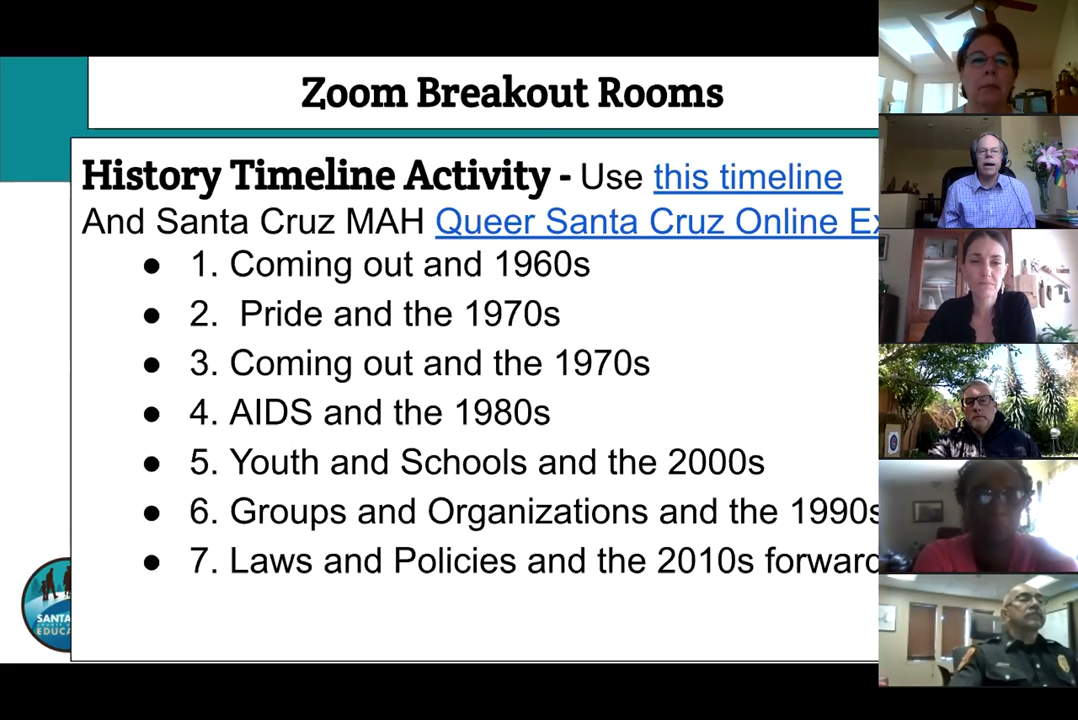 Zoom Breakout Rooms
History Timeline Activity - Use this timeline
And Santa Cruz MAH Queer Santa Cruz Online Ex
● 1. Coming out and 1960s
● 2. Pride and the 1970s
● 3. Coming out and the 1970s
● 4. AIDS and the 1980s
● 5. Youth and Schools and the 2000s
● 6. Groups and Organizations and the 1990s
● 7. Laws and Policies and the 2010s forward
SANTA
EDUCA